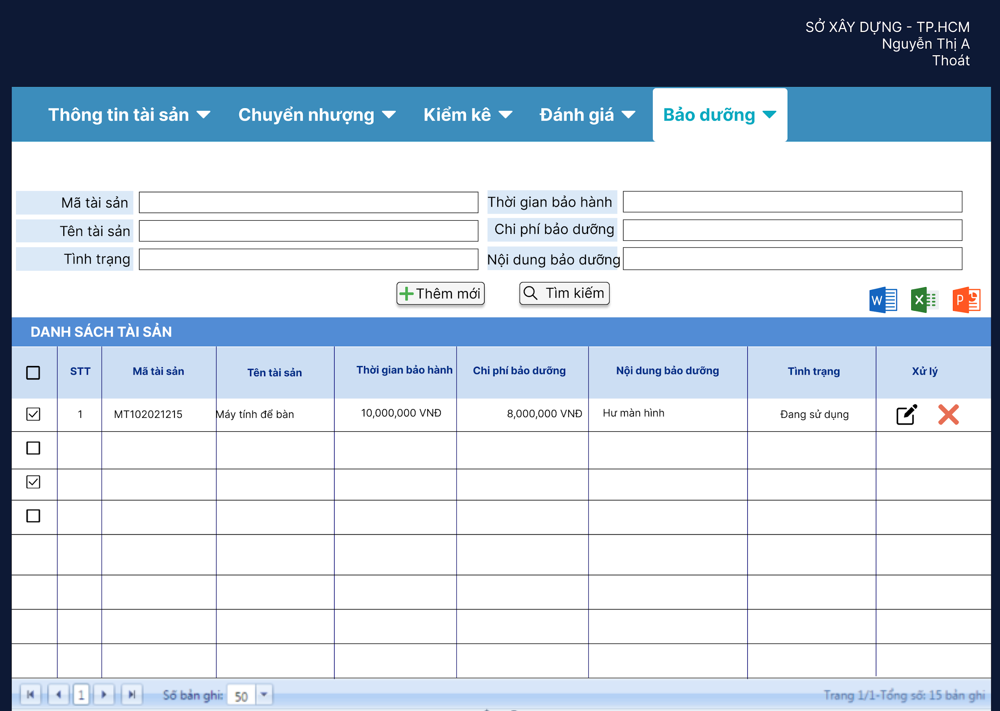 SỞ XÂY DỰNG - TP.HCM
Nguyễn Thị A
Thoát
Thông tin tài sản Chuyển nhượng Kiểm kê Đánh giá Bảo dưỡng
Mã tài sản Thời gian bảo hành
Tên tài sản Chi phí bảo dưỡng
Tình trạng Nội dung bảo dưỡng
Thêm mới Tìm kiếm W X P
DANH SÁCH TÀI SẢN
STT Mã tài sản Tên tài sản Thời gian bảo hành Chi phí bảo dưỡng Nội dung bảo dưỡng Tình trạng Xử lý
1 MT102021215 Máy tính để bàn 10,000,000 VNĐ 8,000,000 VNĐ Hư màn hình Đang sử dụng
1 Số bản ghi: 50 Trang 1/1-Tổng số: 15 bản ghi